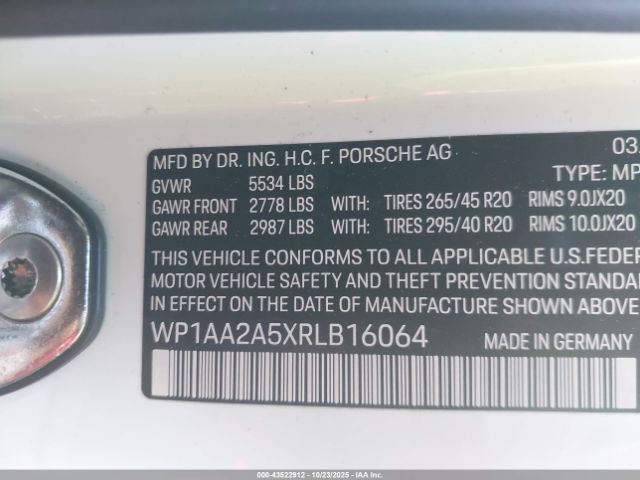 MFD BY DR. ING. H.C. F. PORSCHE AG 03.
GVWR 5534 LBS TYPE: MP
GAWR FRONT 2778 LBS WITH: TIRES 265/45 R20 RIMS 9.0JX20
GAWR REAR 2987 LBS WITH: TIRES 295/40 R20 RIMS 10.0JX20
THIS VEHICLE CONFORMS TO ALL APPLICABLE U.S.FEDER
MOTOR VEHICLE SAFETY AND THEFT PREVENTION STANDA
EFFECT ON THE DATE OF MANUFACTURE SHOWN ABOVE
WP1AA2A5XRLB16064 MADE IN GERMANY
000-43522912 - 10/23/2025 - IAA Inc.